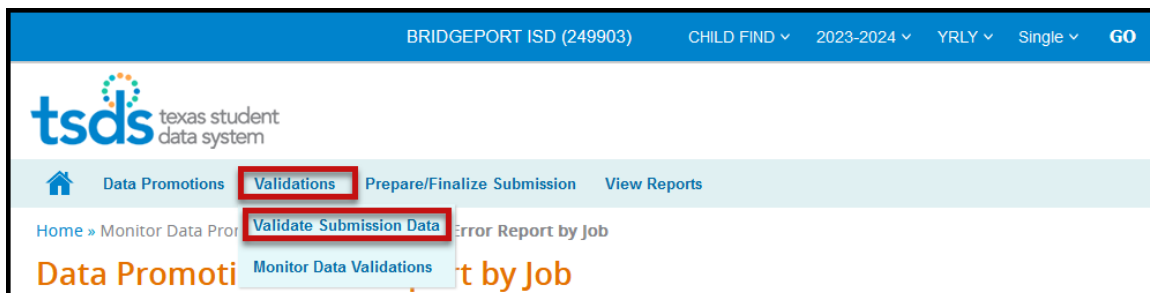 BRIDGEPORT ISD (249903) CHILD FIND 2023-2024 YRLY Single GO
tsds texas student
data system
Data Promotions Validations Prepare/Finalize Submission View Reports
Home » Monitor Data Pro Validate Submission Data Error Report by Job
Data Promoti Monitor Data Validations rt by Job